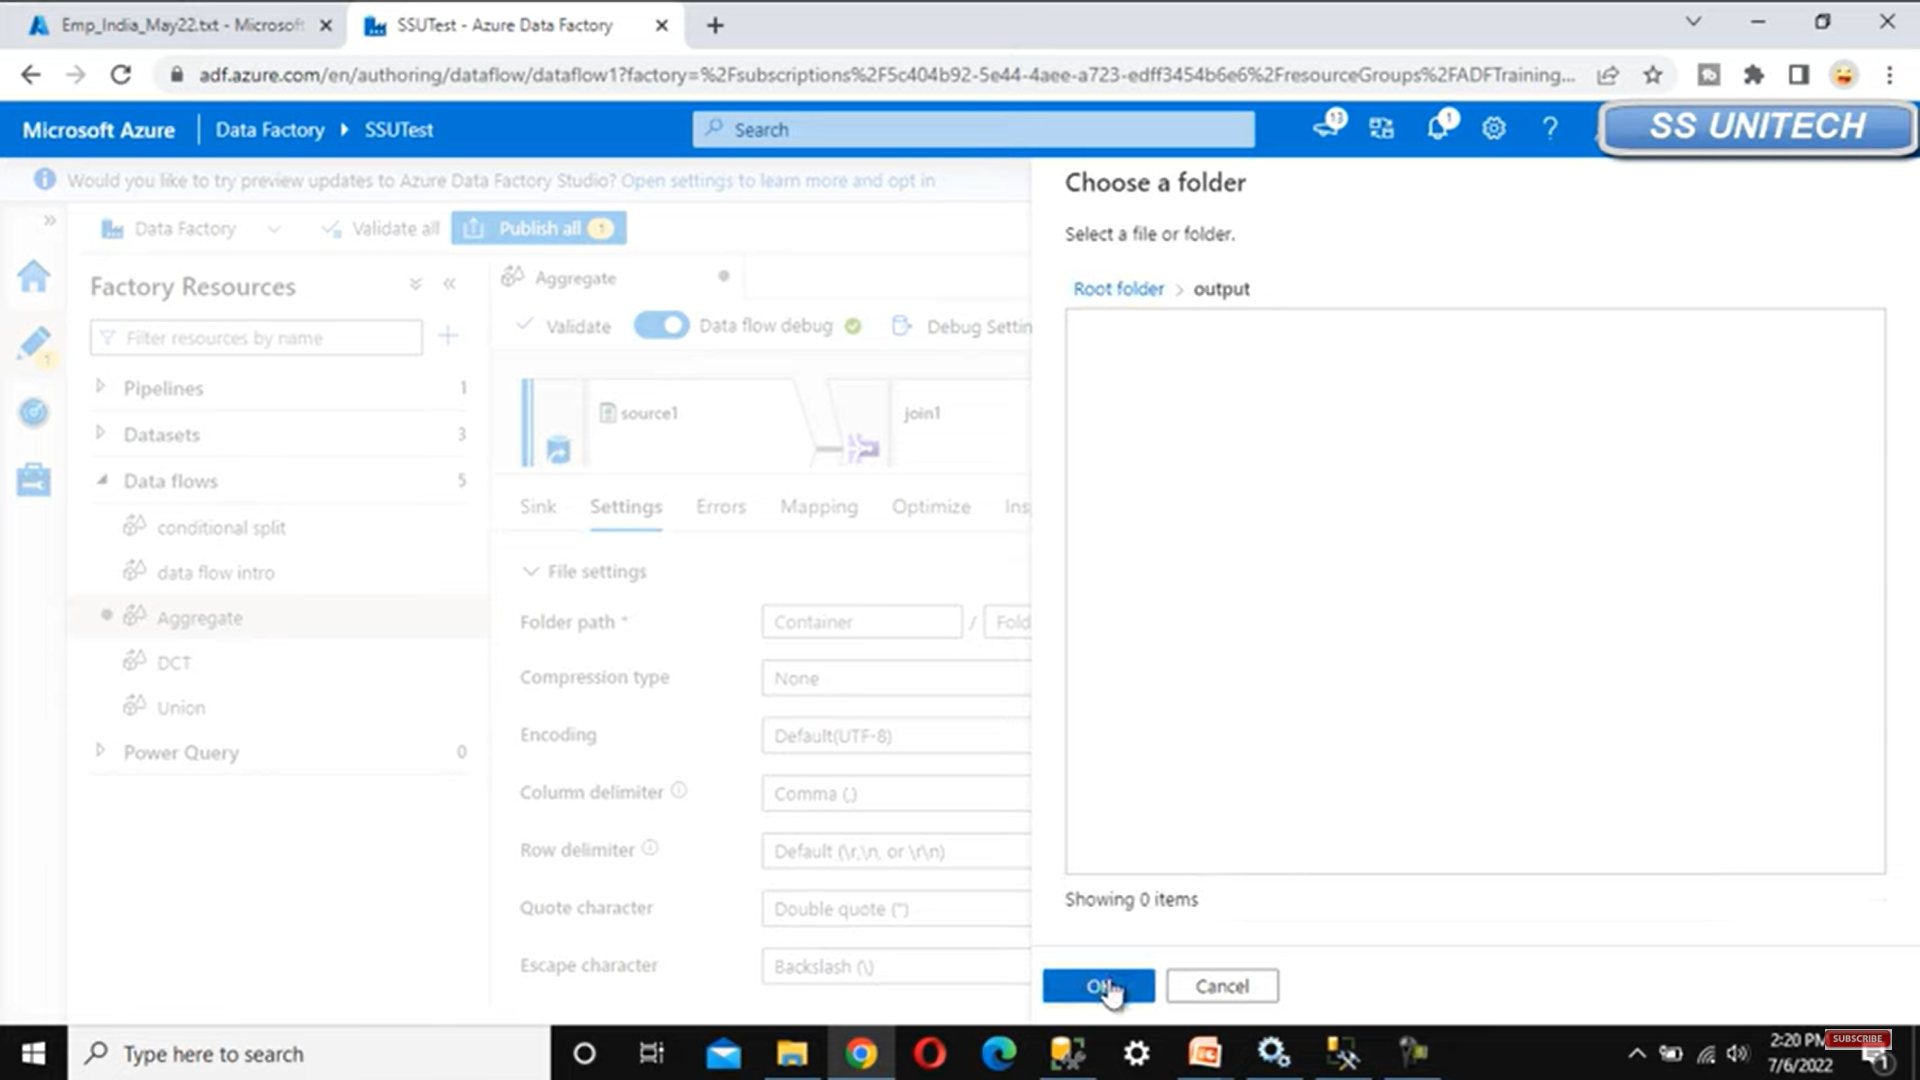 Emp_India_May22.txt - Microsoft
SSUTest - Azure Data Factory
adf.azure.com/en/authoring/dataflow/dataflow1?factory=%2Fsubscriptions%2F5c404b92-5e44-4aee-a723-edff3454b6e6%2FresourceGroups%2FADFTraining...
Microsoft Azure
Data Factory
SSUTest
Search
13
1
?
SS UNITECH
Would you like to try preview updates to Azure Data Factory Studio? Open settings to learn more and opt in
Data Factory
Validate all
Publish all
1
Factory Resources
Filter resources by name
Pipelines 1
Datasets 3
Data flows 5
conditional split
data flow intro
Aggregate
DCT
Union
Power Query 0
1
Aggregate
Validate
Data flow debug
Debug Settin
source1
join1
Sink
Settings
Errors
Mapping
Optimize
Ins
File settings
Folder path *
Container
/
Fold
Compression type
None
Encoding
Default(UTF-8)
Column delimiter
Comma (,)
Row delimiter
Default (\r,\n, or \r\n)
Quote character
Double quote (")
Escape character
Backslash (\)
Choose a folder
Select a file or folder.
Root folder > output
Showing 0 items
Cancel
Type here to search
2:20 PM
SUBSCRIBE
7/6/2022
1